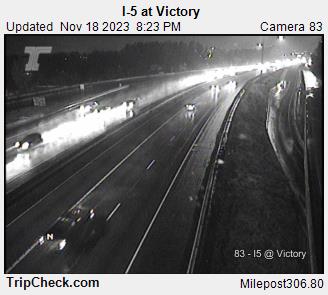 I-5 at Victory
Updated Nov 18 2023 8:23 PM Camera 83
T
N
83 - I5 @ Victory
TripCheck.com Milepost306.80